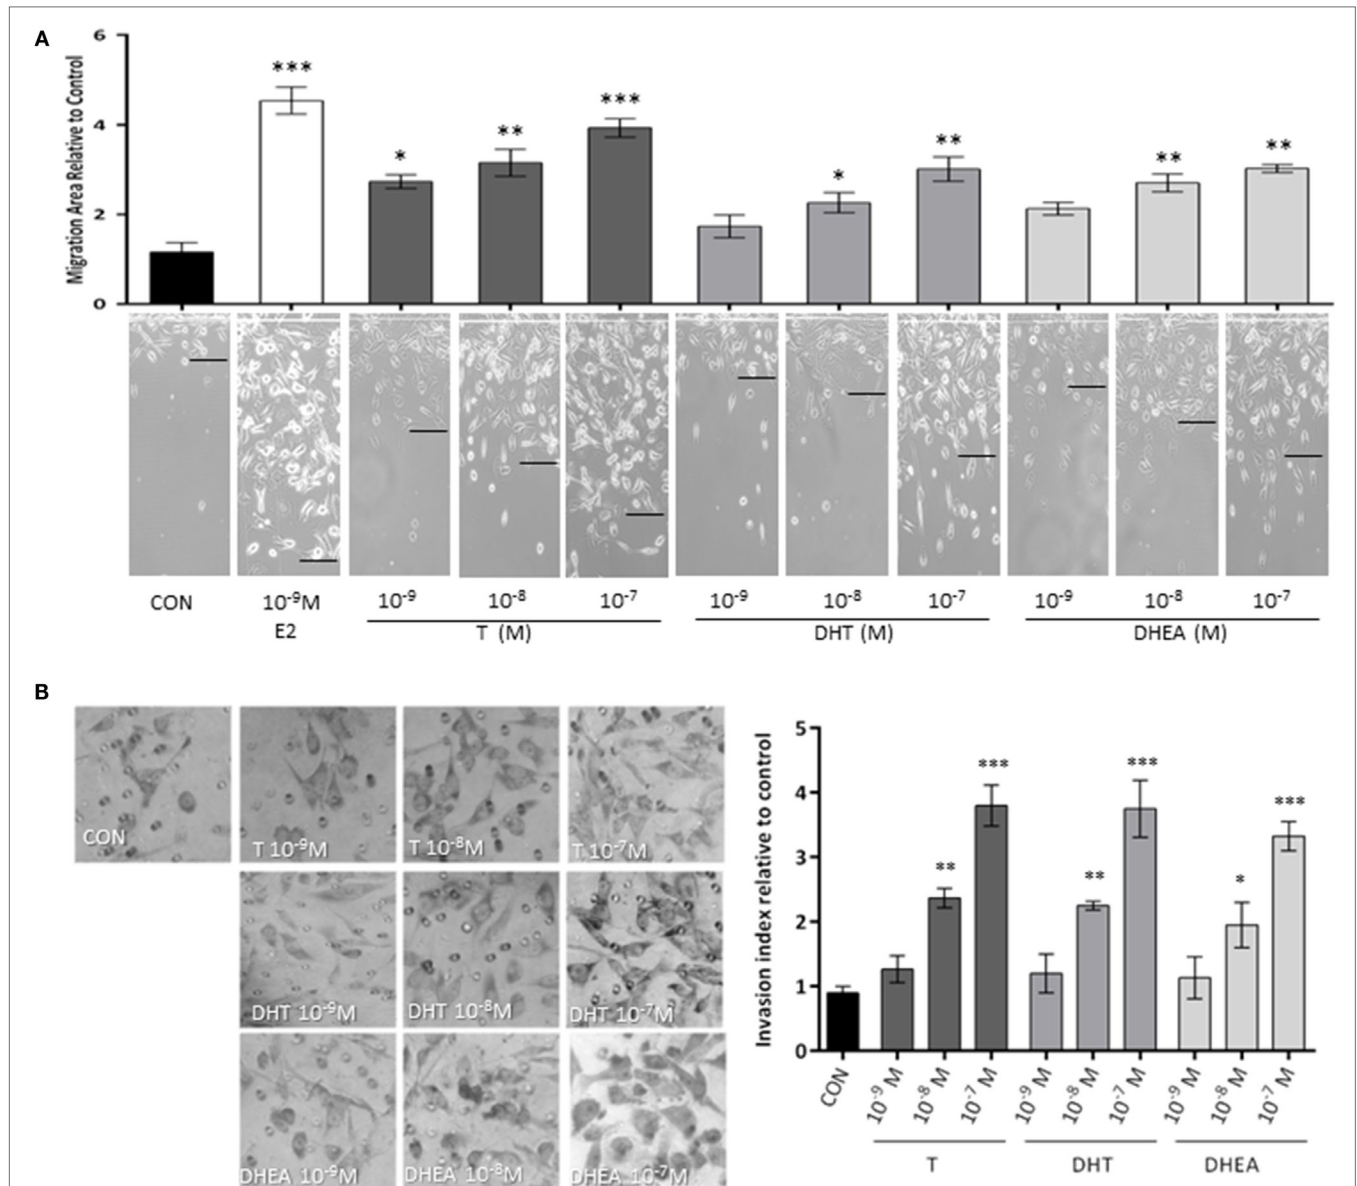 A
Migration Area Relative to Control
6
4
2
0
***
*
**
***
*
**
**
**
CON
10⁻⁹M
10⁻⁹
10⁻⁸
10⁻⁷
10⁻⁹
10⁻⁸
10⁻⁷
10⁻⁹
10⁻⁸
10⁻⁷
E2
T (M)
DHT (M)
DHEA (M)
B
CON
T 10⁻⁹M
T 10⁻⁸M
T 10⁻⁷M
DHT 10⁻⁹M
DHT 10⁻⁸M
DHT 10⁻⁷M
DHEA 10⁻⁹M
DHEA 10⁻⁸M
DHEA 10⁻⁷M
Invasion index relative to control
5
4
3
2
1
0
**
***
**
***
*
***
CON
10⁻⁹ M
10⁻⁸ M
10⁻⁷ M
10⁻⁹ M
10⁻⁸ M
10⁻⁷ M
10⁻⁹ M
10⁻⁸ M
10⁻⁷ M
T
DHT
DHEA